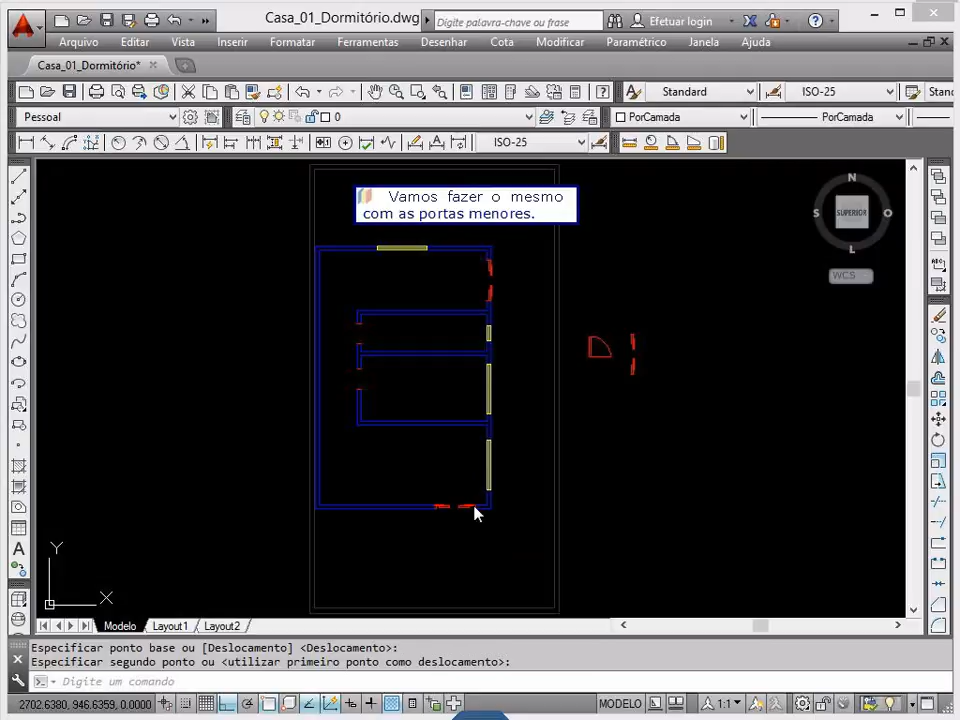 Casa_01_Dormitório.dwg
Digite palavra-chave ou frase
Efetuar login
Arquivo Editar Vista Inserir Formatar Ferramentas Desenhar Cota Modificar Paramétrico Janela Ajuda
Casa_01_Dormitório*
Standard ISO-25 Stan
Pessoal 0 PorCamada PorCamada
ISO-25
Vamos fazer o mesmo
com as portas menores.
N
S SUPERIOR O
L
WCS
Y
X
Modelo Layout1 Layout2
Especificar ponto base ou [Deslocamento] <Deslocamento>:
Especificar segundo ponto ou <utilizar primeiro ponto como deslocamento>:
Digite um comando
2702.6380, 946.6359, 0.0000 MODELO 1:1